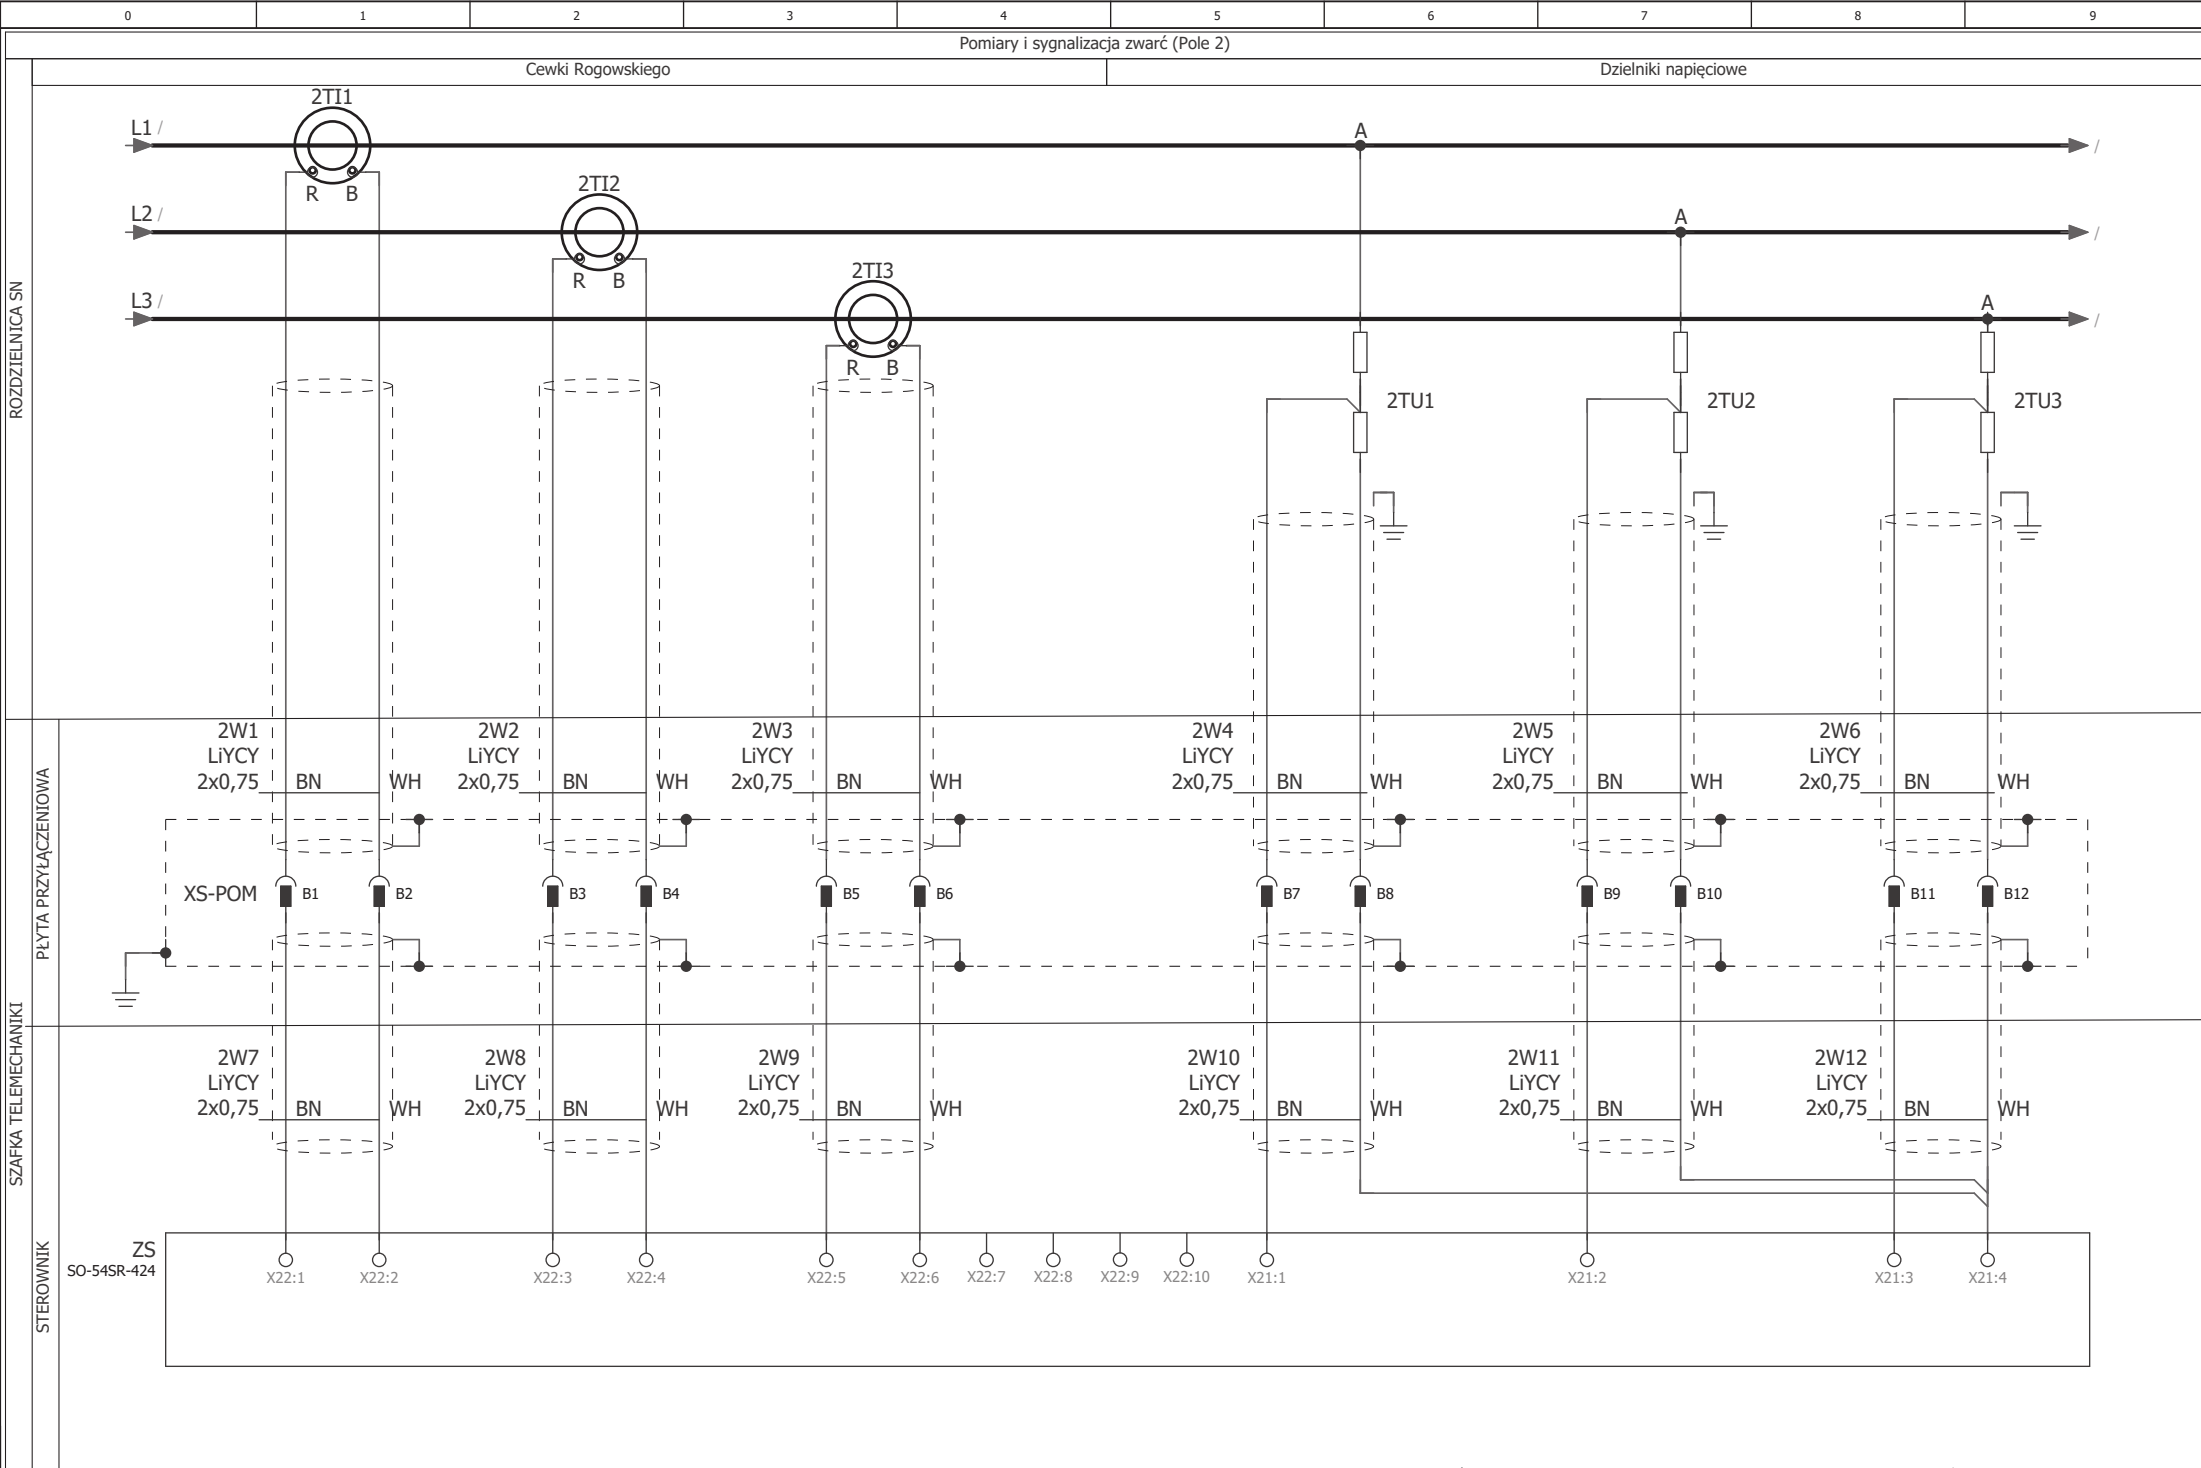 0 1 2 3 4 5 6 7 8 9
Pomiary i sygnalizacja zwarć (Pole 2)
Cewki Rogowskiego
Dzielniki napięciowe
ROZDZIELNICA SN
2TI1
L1 /
A
/
R B
2TI2
L2 /
A
/
R B
2TI3
L3 /
A
/
R B
2TU1
2TU2
2TU3
SZAFKA TELEMECHANIKI
PŁYTA PRZYŁĄCZENIOWA
2W1
LiYCY
2x0,75 BN WH
2W2
LiYCY
2x0,75 BN WH
2W3
LiYCY
2x0,75 BN WH
2W4
LiYCY
2x0,75 BN WH
2W5
LiYCY
2x0,75 BN WH
2W6
LiYCY
2x0,75 BN WH
XS-POM B1 B2 B3 B4 B5 B6 B7 B8 B9 B10 B11 B12
STEROWNIK
2W7
LiYCY
2x0,75 BN WH
2W8
LiYCY
2x0,75 BN WH
2W9
LiYCY
2x0,75 BN WH
2W10
LiYCY
2x0,75 BN WH
2W11
LiYCY
2x0,75 BN WH
2W12
LiYCY
2x0,75 BN WH
ZS
SO-54SR-424
X22:1 X22:2 X22:3 X22:4 X22:5 X22:6 X22:7 X22:8 X22:9 X22:10 X21:1 X21:2 X21:3 X21:4